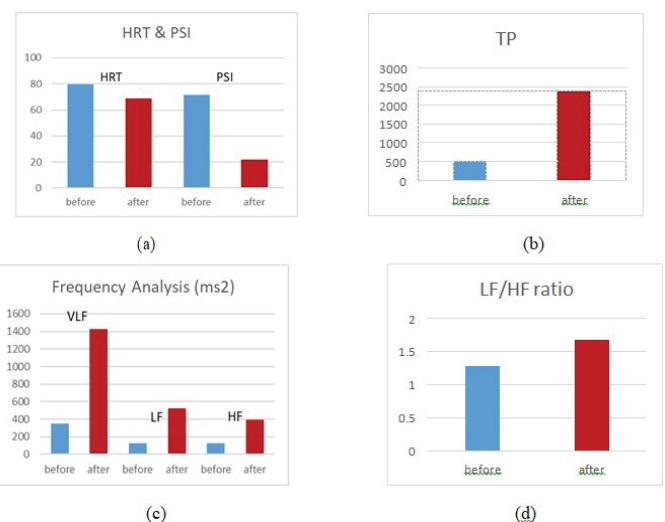 HRT & PSI
100
80
60
40
20
0
HRT
PSI
before after before after
(a)
TP
3000
2500
2000
1500
1000
500
0
before after
(b)
Frequency Analysis (ms2)
1600
1400
1200
1000
800
600
400
200
0
VLF
LF
HF
before after before after before after
(c)
LF/HF ratio
2
1.5
1
0.5
0
before after
(d)